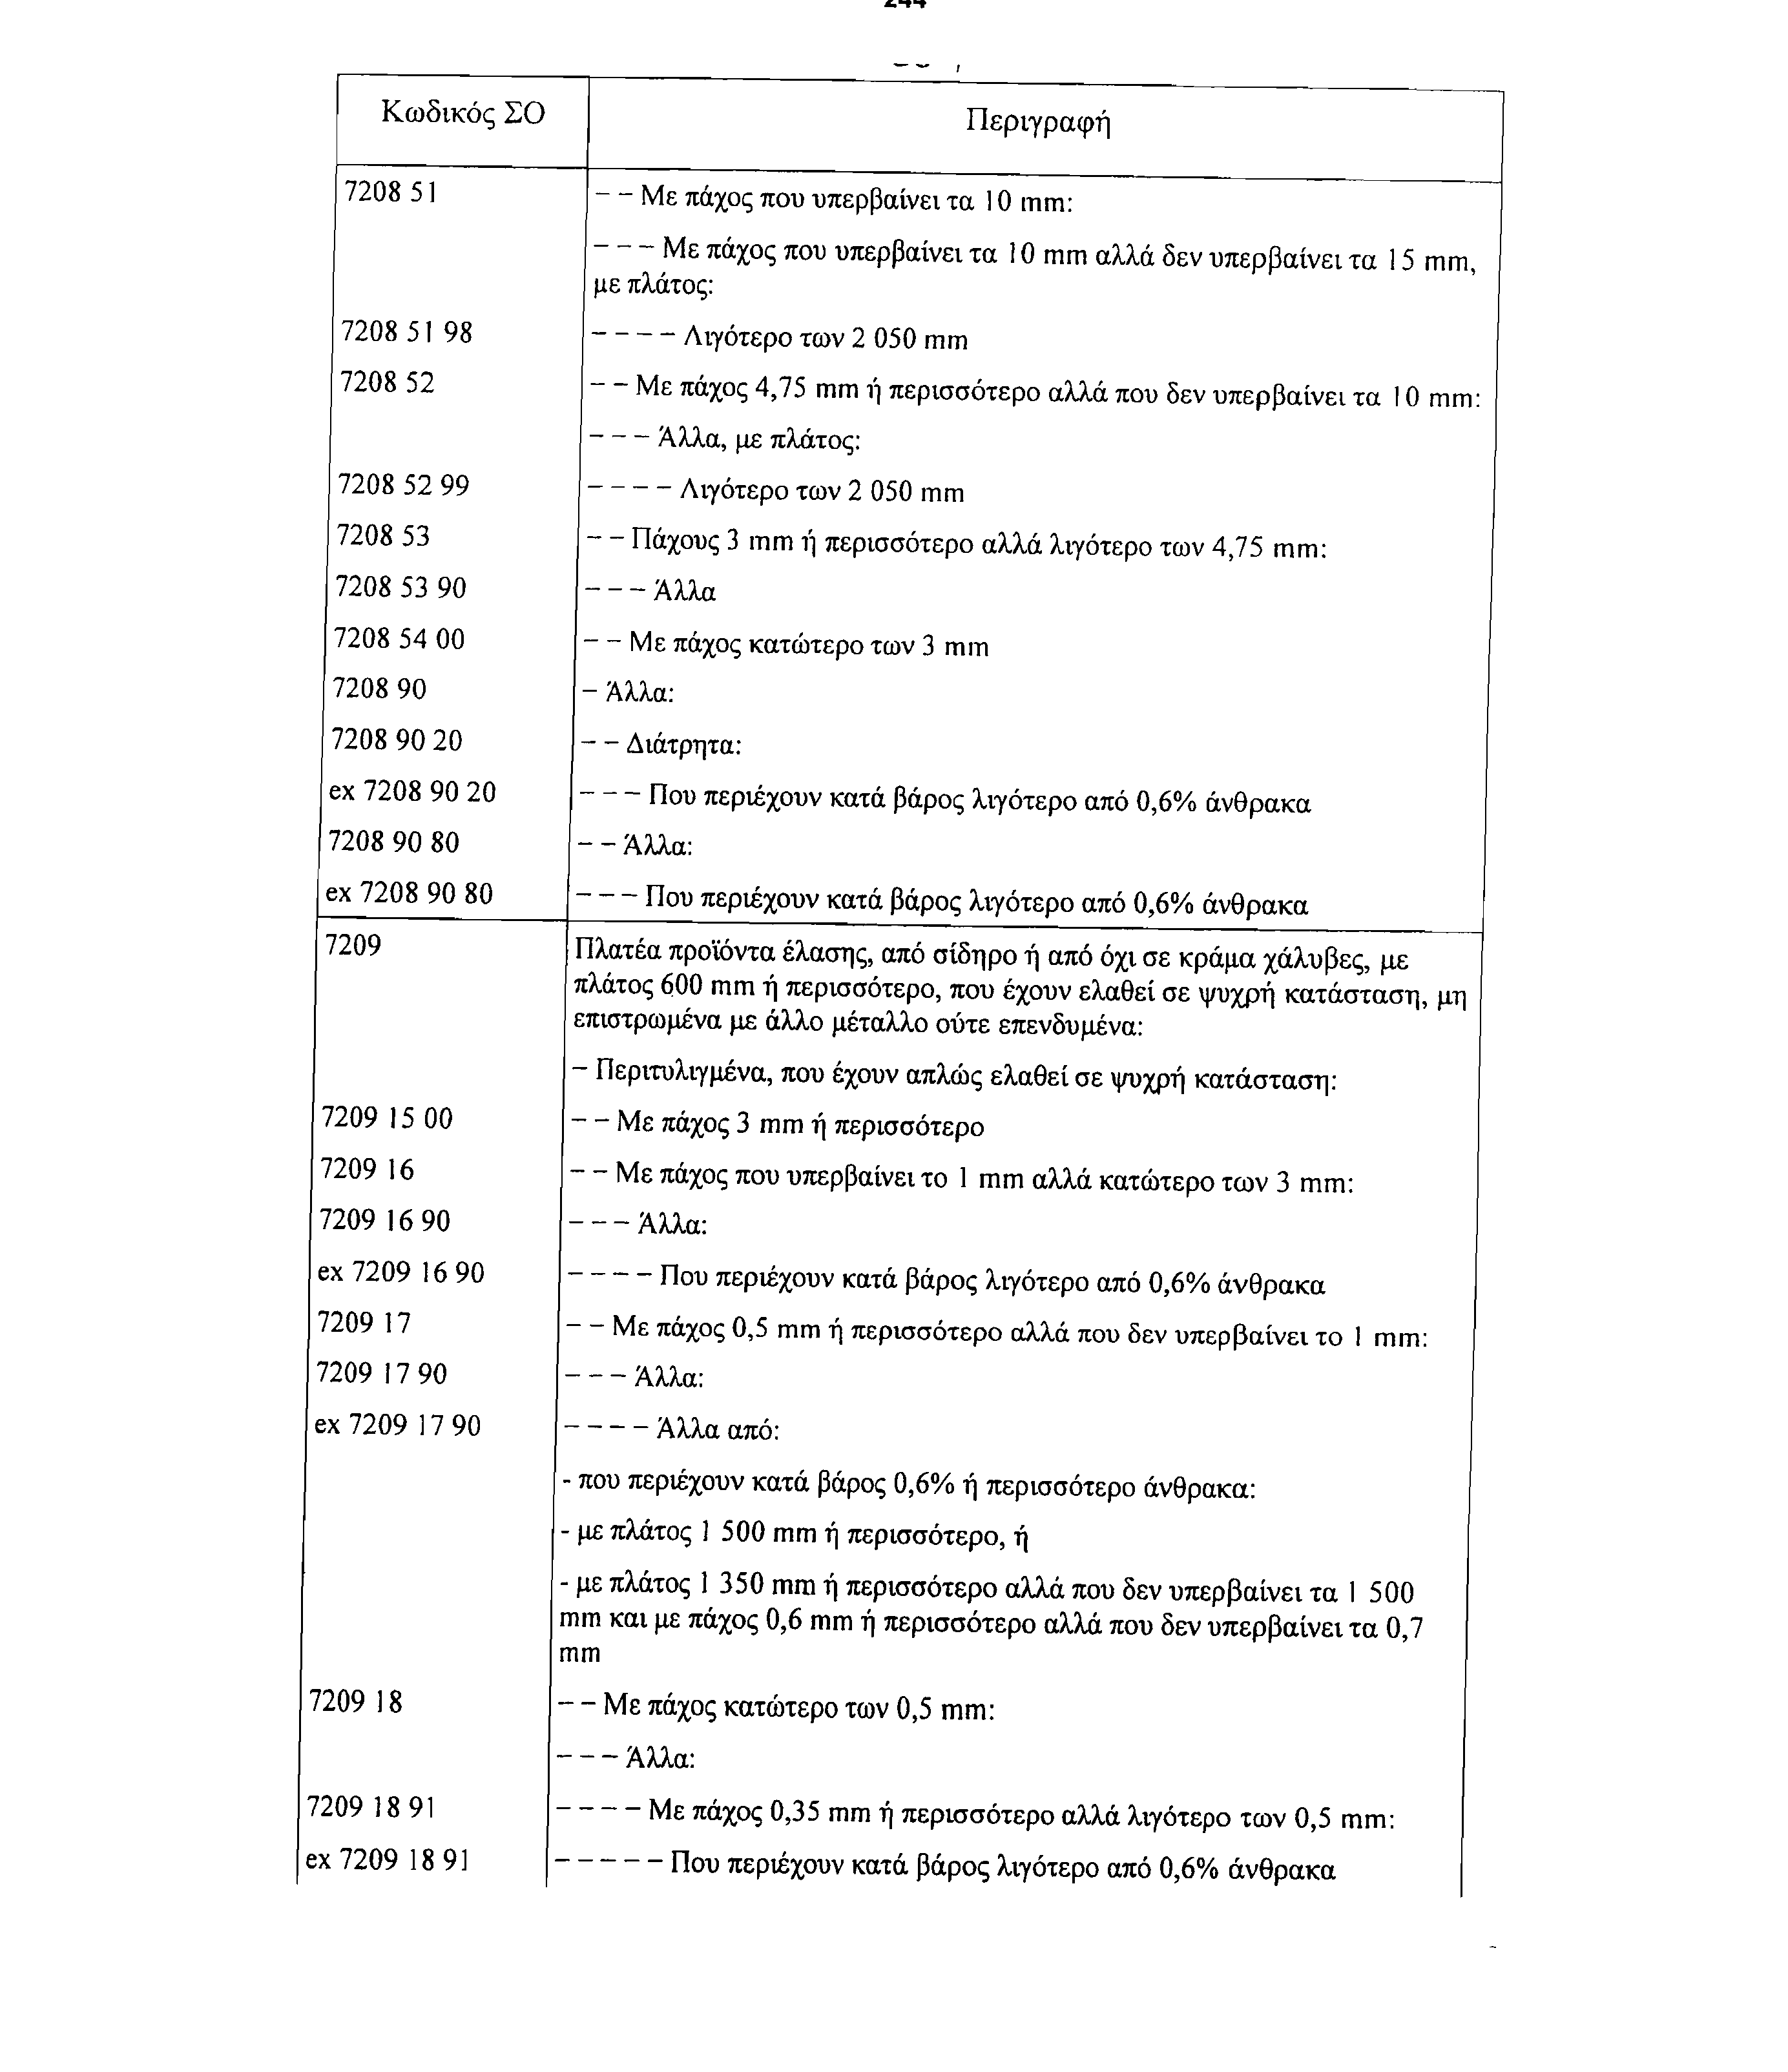 244
Κωδικός ΣΟ
Περιγραφή
7208 51
– – Με πάχος που υπερβαίνει τα 10 mm:
– – – Με πάχος που υπερβαίνει τα 10 mm αλλά δεν υπερβαίνει τα 15 mm,
με πλάτος:
7208 51 98
– – – – Λιγότερο των 2 050 mm
7208 52
– – Με πάχος 4,75 mm ή περισσότερο αλλά που δεν υπερβαίνει τα 10 mm:
– – – Άλλα, με πλάτος:
7208 52 99
– – – – Λιγότερο των 2 050 mm
7208 53
– – Πάχους 3 mm ή περισσότερο αλλά λιγότερο των 4,75 mm:
7208 53 90
– – – Άλλα
7208 54 00
– – Με πάχος κατώτερο των 3 mm
7208 90
– Άλλα:
7208 90 20
– – Διάτρητα:
ex 7208 90 20
– – – Που περιέχουν κατά βάρος λιγότερο από 0,6% άνθρακα
7208 90 80
– – Άλλα:
ex 7208 90 80
– – – Που περιέχουν κατά βάρος λιγότερο από 0,6% άνθρακα
7209
Πλατέα προϊόντα έλασης, από σίδηρο ή από όχι σε κράμα χάλυβες, με
πλάτος 600 mm ή περισσότερο, που έχουν ελαθεί σε ψυχρή κατάσταση, μη
επιστρωμένα με άλλο μέταλλο ούτε επενδυμένα:
– Περιτυλιγμένα, που έχουν απλώς ελαθεί σε ψυχρή κατάσταση:
7209 15 00
– – Με πάχος 3 mm ή περισσότερο
7209 16
– – Με πάχος που υπερβαίνει το 1 mm αλλά κατώτερο των 3 mm:
7209 16 90
– – – Άλλα:
ex 7209 16 90
– – – – Που περιέχουν κατά βάρος λιγότερο από 0,6% άνθρακα
7209 17
– – Με πάχος 0,5 mm ή περισσότερο αλλά που δεν υπερβαίνει το 1 mm:
7209 17 90
– – – Άλλα:
ex 7209 17 90
– – – – Άλλα από:
- που περιέχουν κατά βάρος 0,6% ή περισσότερο άνθρακα:
- με πλάτος 1 500 mm ή περισσότερο, ή
- με πλάτος 1 350 mm ή περισσότερο αλλά που δεν υπερβαίνει τα 1 500
mm και με πάχος 0,6 mm ή περισσότερο αλλά που δεν υπερβαίνει τα 0,7
mm
7209 18
– – Με πάχος κατώτερο των 0,5 mm:
– – – Άλλα:
7209 18 91
– – – – Με πάχος 0,35 mm ή περισσότερο αλλά λιγότερο των 0,5 mm:
ex 7209 18 91
– – – – – Που περιέχουν κατά βάρος λιγότερο από 0,6% άνθρακα